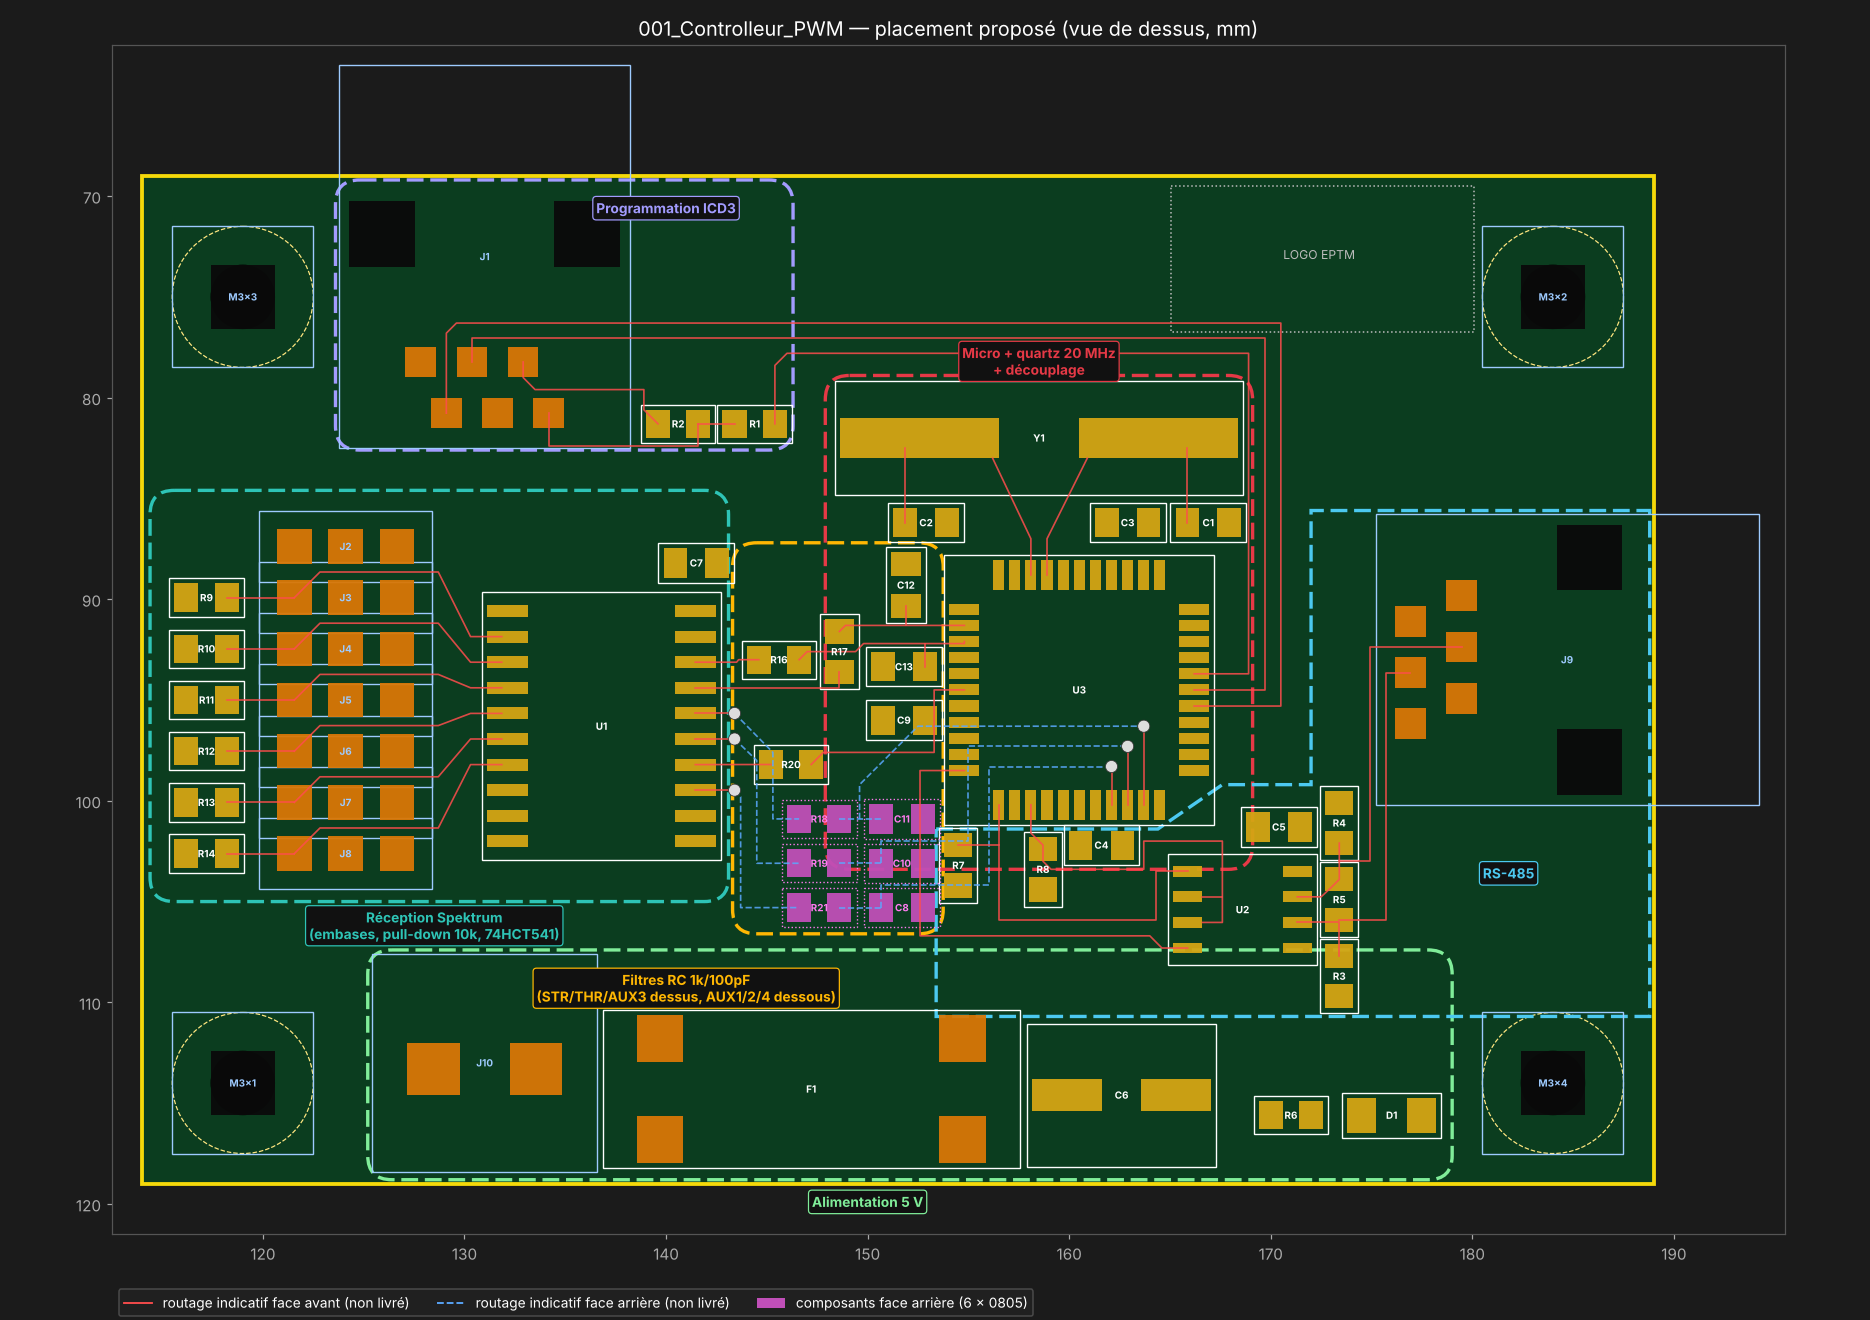 001_Controlleur_PWM — placement proposé (vue de dessus, mm)
70
80
90
100
110
120
Programmation ICD3
J1
M3×3
LOGO EPTM
M3×2
Micro + quartz 20 MHz
+ découplage
R2
R1
Y1
C2
C3
C1
J2
C7
C12
R9
J3
R10
J4
R16
R17
C13
U3
J9
R11
J5
U1
C9
R12
J6
R20
R13
J7
R18
C11
C5
R4
R14
J8
R19
C10
R7
R8
C4
RS-485
R21
C8
U2
R5
Réception Spektrum
(embases, pull-down 10k, 74HCT541)
R3
Filtres RC 1k/100pF
(STR/THR/AUX3 dessus, AUX1/2/4 dessous)
M3×1
J10
F1
C6
R6
D1
M3×4
Alimentation 5 V
120
130
140
150
160
170
180
190
routage indicatif face avant (non livré)
routage indicatif face arrière (non livré)
composants face arrière (6 × 0805)